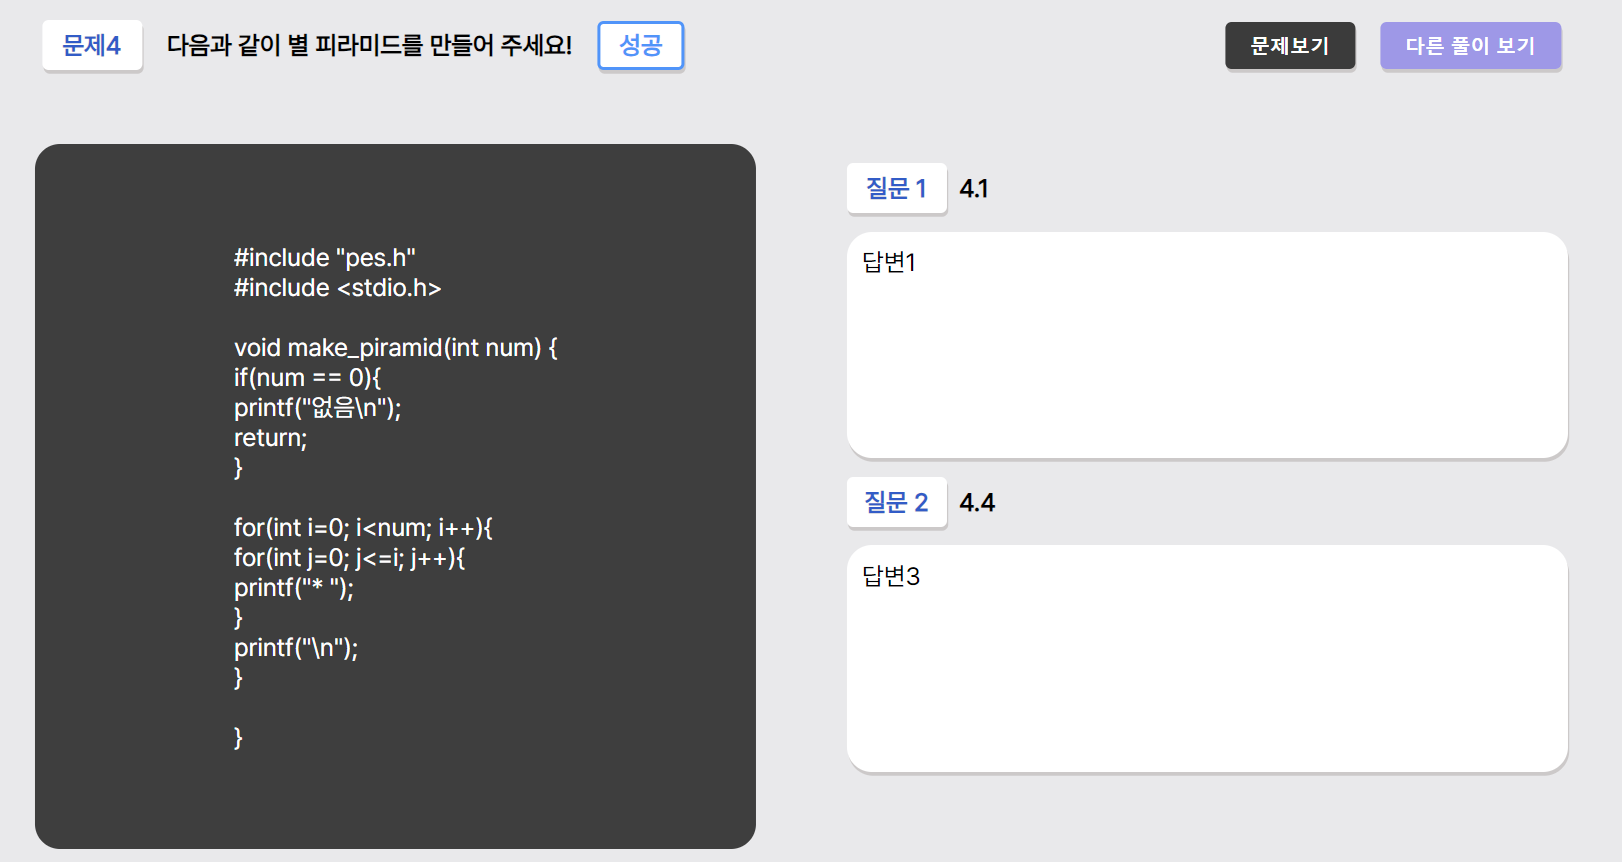 문제4 다음과 같이 별 피라미드를 만들어 주세요! 성공 문제보기 다른 풀이 보기
#include "pes.h"
#include <stdio.h>
void make_piramid(int num) {
if(num == 0){
printf("없음\n");
return;
}
for(int i=0; i<num; i++){
for(int j=0; j<=i; j++){
printf("* ");
}
printf("\n");
}
}
질문 1 4.1
답변1
질문 2 4.4
답변3